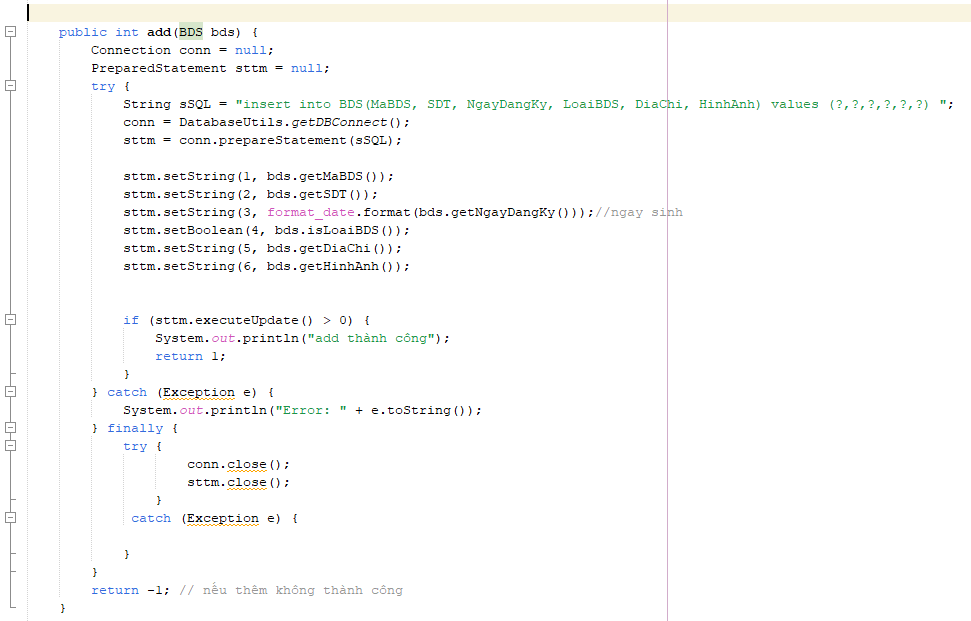 public int add(BDS bds) {
Connection conn = null;
PreparedStatement sttm = null;
try {
String sSQL = "insert into BDS(MaBDS, SDT, NgayDangKy, LoaiBDS, DiaChi, HinhAnh) values (?,?,?,?,?,?) ";
conn = DatabaseUtils.getDBConnect();
sttm = conn.prepareStatement(sSQL);
sttm.setString(1, bds.getMaBDS());
sttm.setString(2, bds.getSDT());
sttm.setString(3, format_date.format(bds.getNgayDangKy()));//ngay sinh
sttm.setBoolean(4, bds.isLoaiBDS());
sttm.setString(5, bds.getDiaChi());
sttm.setString(6, bds.getHinhAnh());
if (sttm.executeUpdate() > 0) {
System.out.println("add thành công");
return 1;
}
} catch (Exception e) {
System.out.println("Error: " + e.toString());
} finally {
try {
conn.close();
sttm.close();
}
catch (Exception e) {
}
}
return -1; // nếu thêm không thành công
}